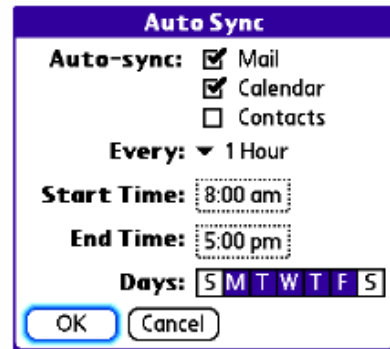 Auto Sync
Auto-sync: Mail
Calendar
Contacts
Every: 1 Hour
Start Time: 8:00 am
End Time: 5:00 pm
Days: S M T W T F S
OK Cancel